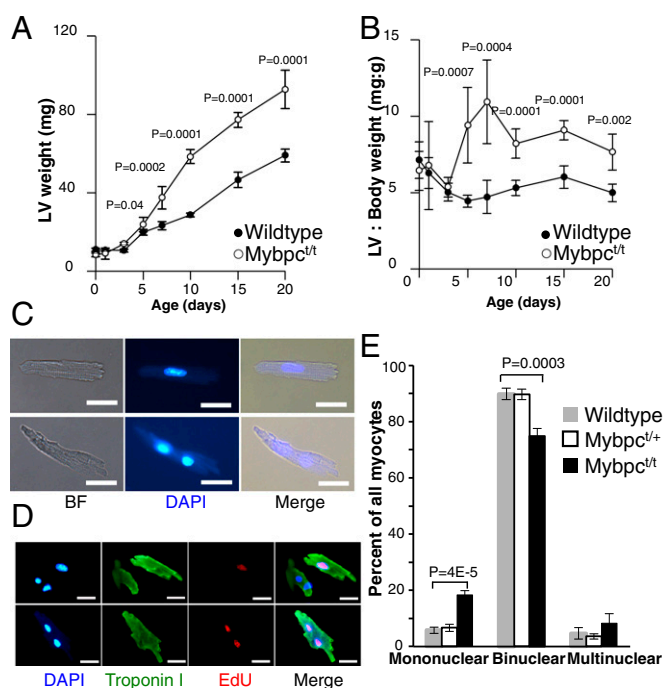 A
120
80
40
0
LV weight (mg)
P=0.04
P=0.0002
P=0.0001
P=0.0001
P=0.0001
Wildtype
Mybpcᵗ/ᵗ
0 5 10 15 20
Age (days)
B
15
10
5
0
LV : Body weight (mg:g)
P=0.0007
P=0.0004
P=0.0001
P=0.0001
P=0.002
Wildtype
Mybpcᵗ/ᵗ
0 5 10 15 20
Age (days)
C
BF DAPI Merge
D
DAPI Troponin I EdU Merge
E
100
80
60
40
20
0
Percent of all myocytes
P=4E-5
P=0.0003
Wildtype
Mybpcᵗ/⁺
Mybpcᵗ/ᵗ
Mononuclear Binuclear Multinuclear